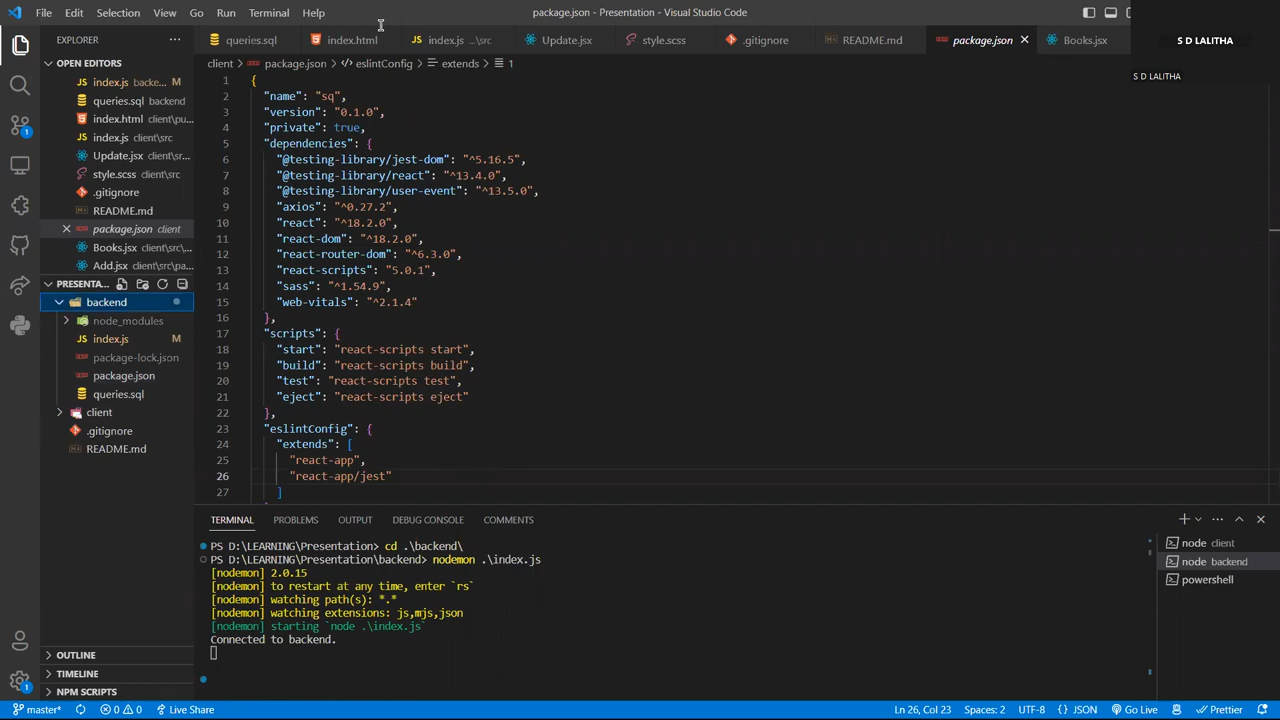 File Edit Selection View Go Run Terminal Help
package.json - Presentation - Visual Studio Code
EXPLORER
queries.sql
index.html
index.js ...\src
Update.jsx
style.scss
.gitignore
README.md
package.json
Books.jsx
S D LALITHA
S D LALITHA
OPEN EDITORS
index.js backe... M
queries.sql backend
index.html client\pu...
index.js client\src
Update.jsx client\sr...
style.scss client\src
.gitignore
README.md
package.json client
Books.jsx client\src...
Add.jsx client\src\pa...
PRESENTA...
backend
node_modules
index.js M
package-lock.json
package.json
queries.sql
client
.gitignore
README.md
OUTLINE
TIMELINE
NPM SCRIPTS
1
1
client > package.json > eslintConfig > extends > 1
1 {
2 "name": "sq",
3 "version": "0.1.0",
4 "private": true,
5 "dependencies": {
6 "@testing-library/jest-dom": "^5.16.5",
7 "@testing-library/react": "^13.4.0",
8 "@testing-library/user-event": "^13.5.0",
9 "axios": "^0.27.2",
10 "react": "^18.2.0",
11 "react-dom": "^18.2.0",
12 "react-router-dom": "^6.3.0",
13 "react-scripts": "5.0.1",
14 "sass": "^1.54.9",
15 "web-vitals": "^2.1.4"
16 },
17 "scripts": {
18 "start": "react-scripts start",
19 "build": "react-scripts build",
20 "test": "react-scripts test",
21 "eject": "react-scripts eject"
22 },
23 "eslintConfig": {
24 "extends": [
25 "react-app",
26 "react-app/jest"
27 ]
TERMINAL PROBLEMS OUTPUT DEBUG CONSOLE COMMENTS
PS D:\LEARNING\Presentation> cd .\backend\
PS D:\LEARNING\Presentation\backend> nodemon .\index.js
[nodemon] 2.0.15
[nodemon] to restart at any time, enter `rs`
[nodemon] watching path(s): *.*
[nodemon] watching extensions: js,mjs,json
[nodemon] starting `node .\index.js`
Connected to backend.
node client
node backend
powershell
master* 0 0 Live Share
Ln 26, Col 23 Spaces: 2 UTF-8 {} JSON Go Live Prettier